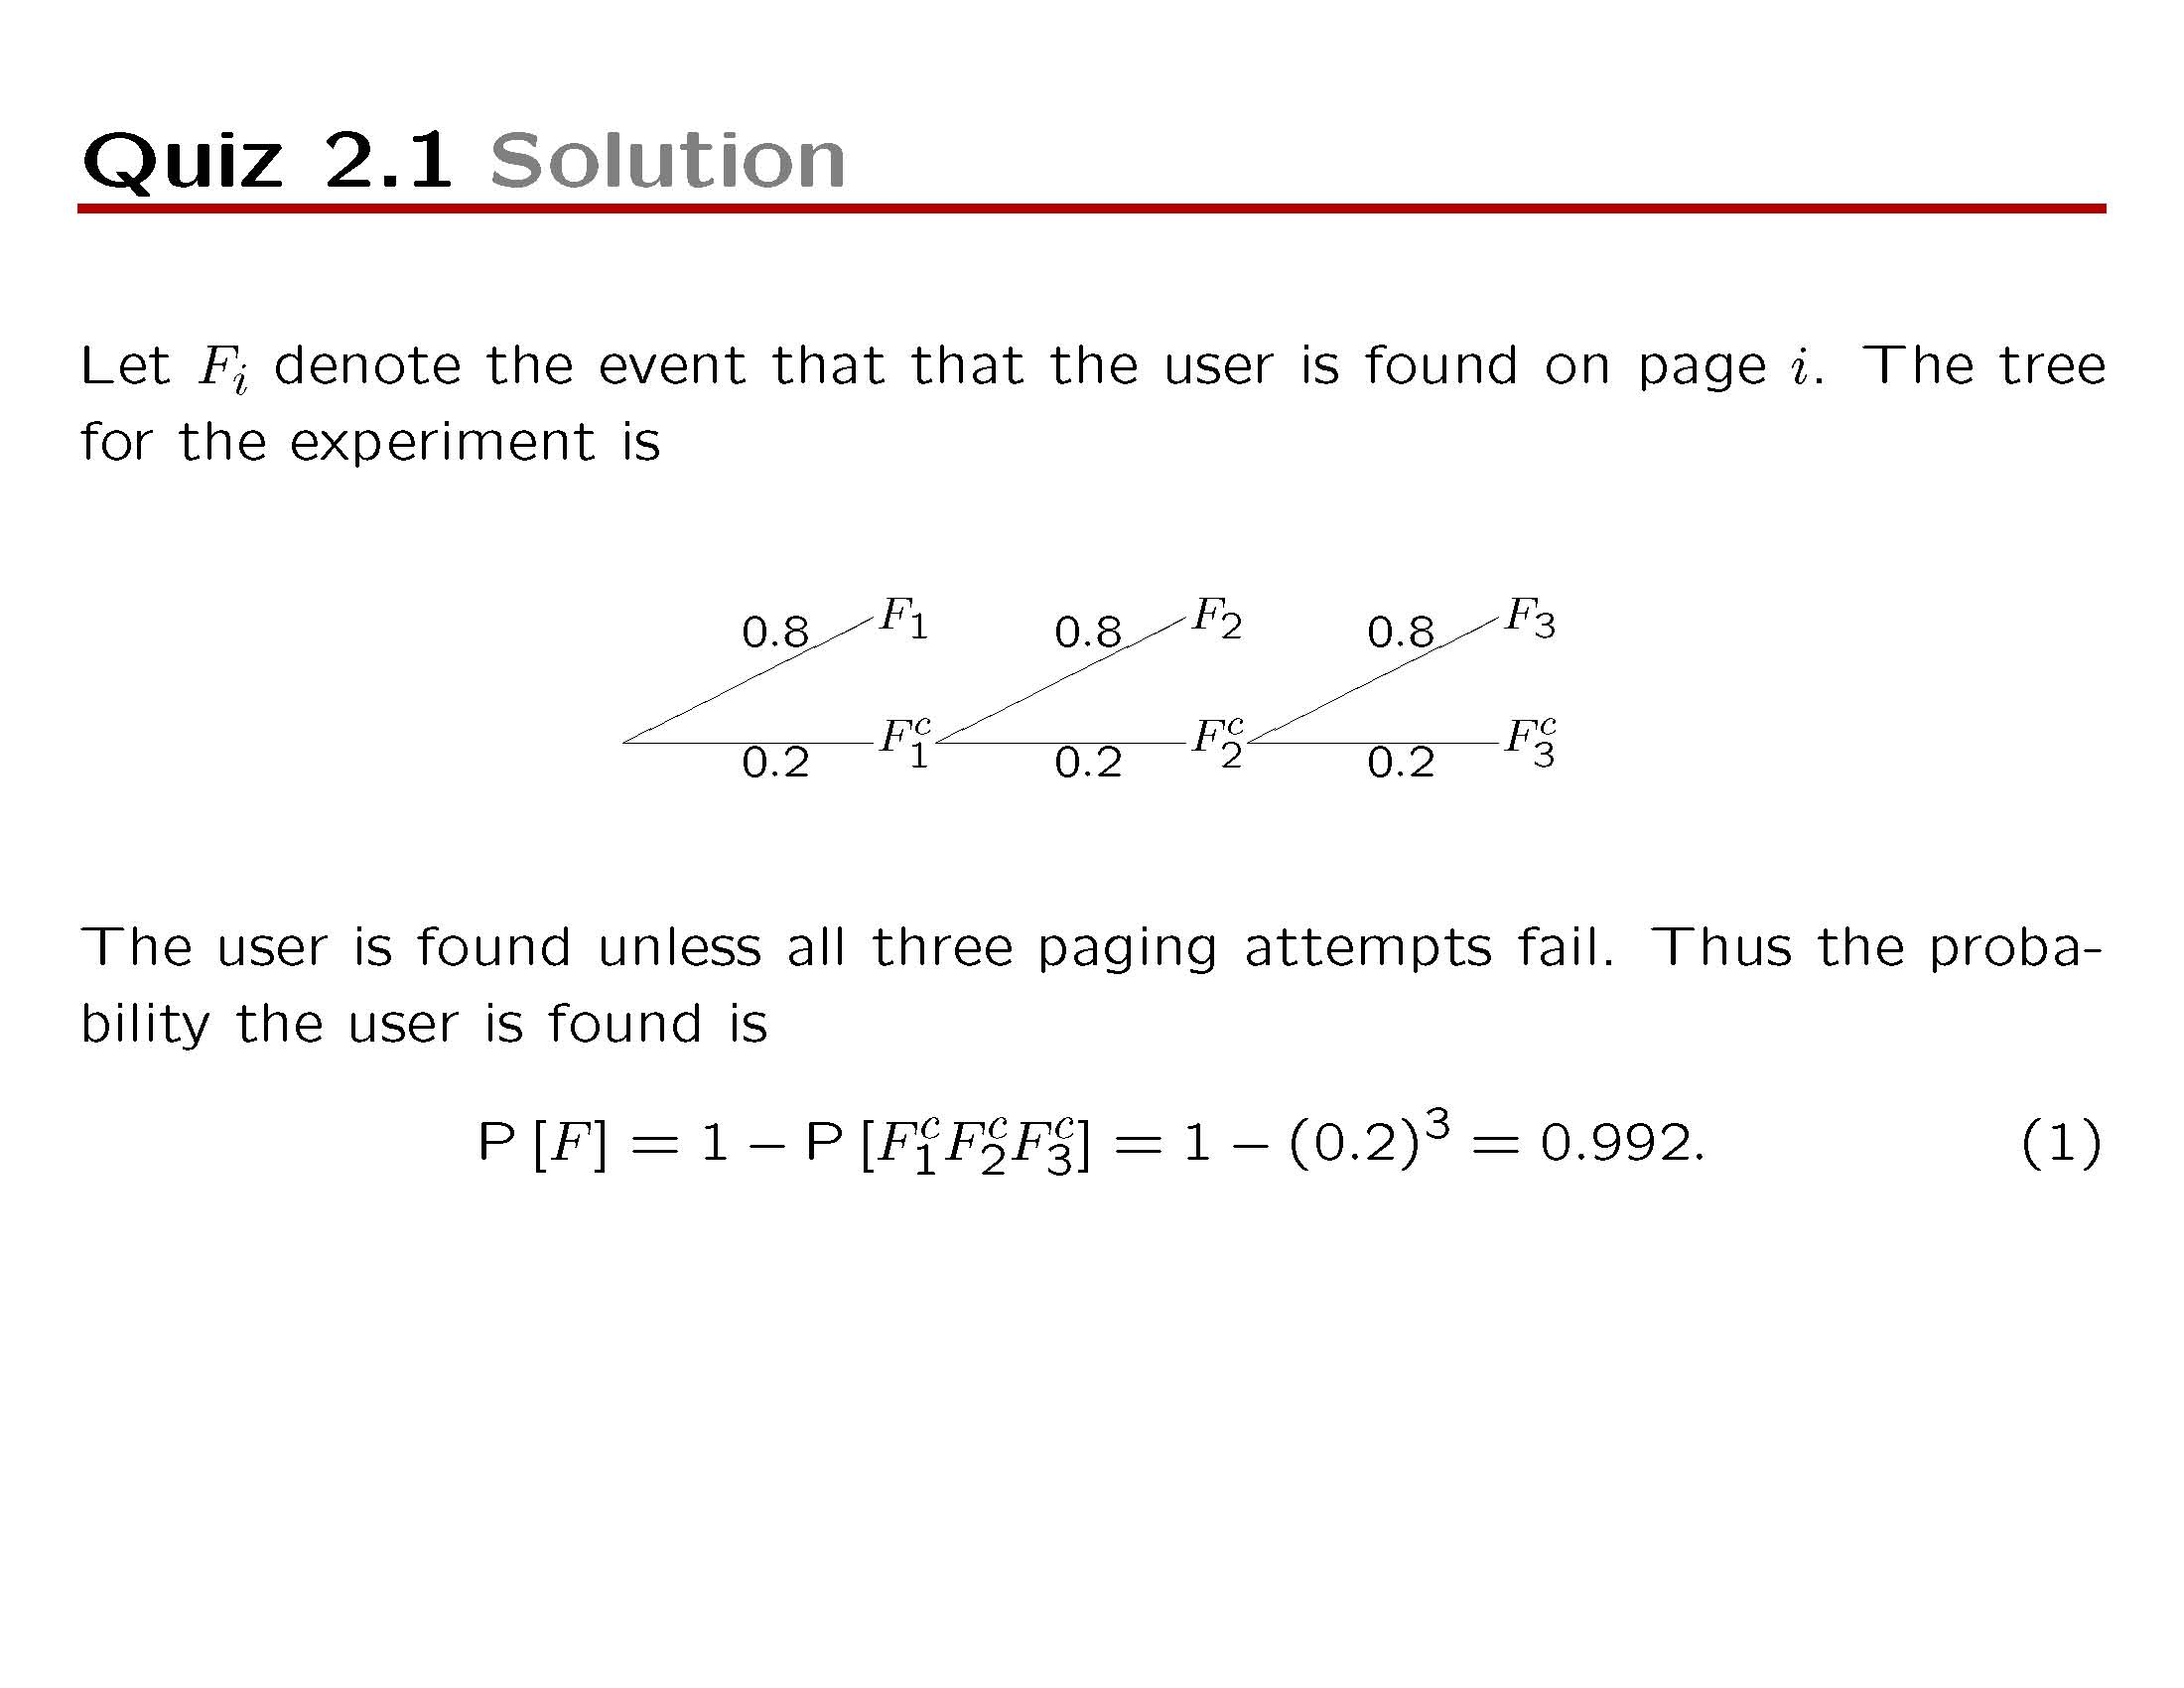 Quiz 2.1 Solution
Let F_i denote the event that that the user is found on page i. The tree
for the experiment is
0.8 F_1 0.8 F_2 0.8 F_3
F_1^c F_2^c F_3^c
0.2 0.2 0.2
The user is found unless all three paging attempts fail. Thus the proba-
bility the user is found is
P [F] = 1 − P [F_1^c F_2^c F_3^c] = 1 − (0.2)^3 = 0.992. (1)